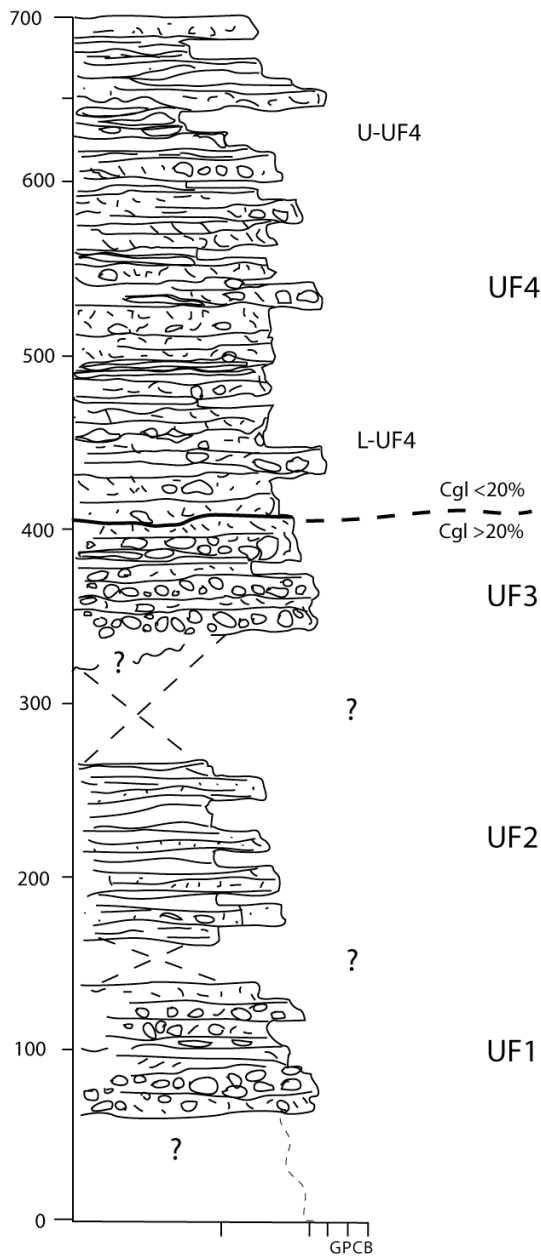 700
U-UF4
600
UF4
500
L-UF4
Cgl <20%
400
Cgl >20%
UF3
?
300
?
UF2
200
?
100
UF1
?
0
GPCB